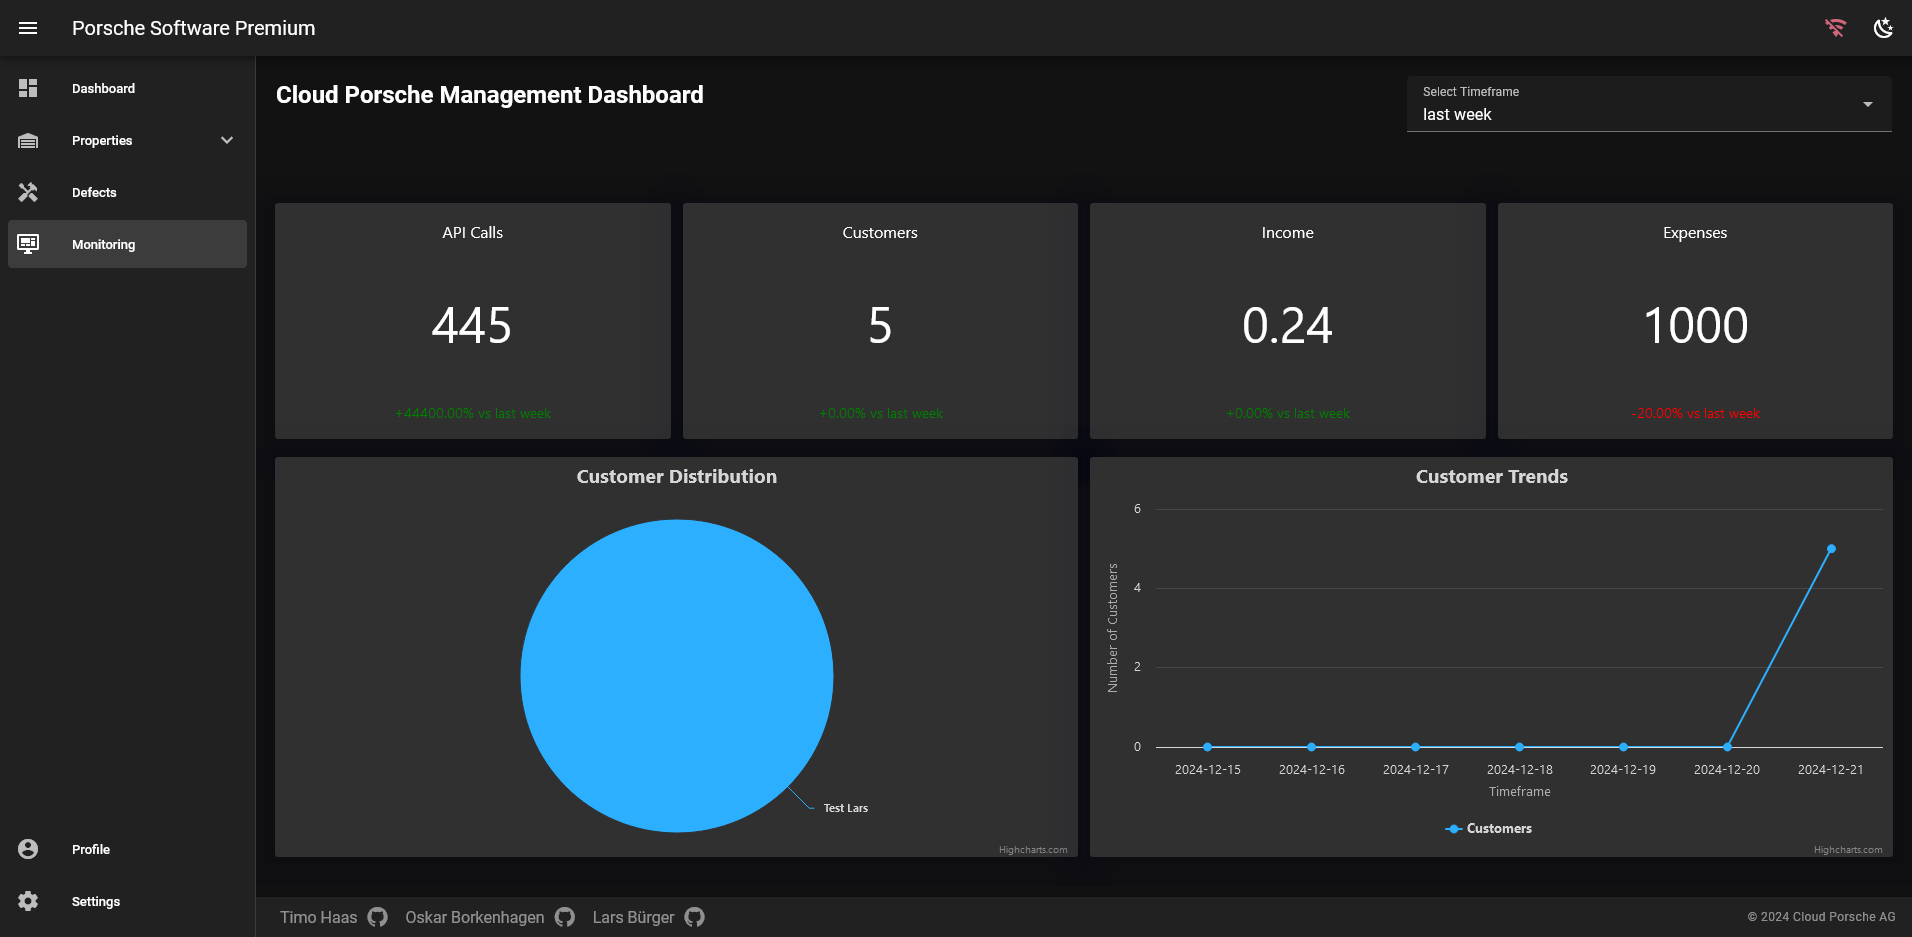 Porsche Software Premium
Dashboard
Properties
Defects
Monitoring
Profile
Settings
Cloud Porsche Management Dashboard
Select Timeframe
last week
API Calls
445
+44400.00% vs last week
Customers
5
+0.00% vs last week
Income
0.24
+0.00% vs last week
Expenses
1000
-20.00% vs last week
Customer Distribution
Test Lars
Highcharts.com
Customer Trends
Number of Customers
6
4
2
0
2024-12-15 2024-12-16 2024-12-17 2024-12-18 2024-12-19 2024-12-20 2024-12-21
Timeframe
Customers
Highcharts.com
Timo Haas Oskar Borkenhagen Lars Bürger
© 2024 Cloud Porsche AG